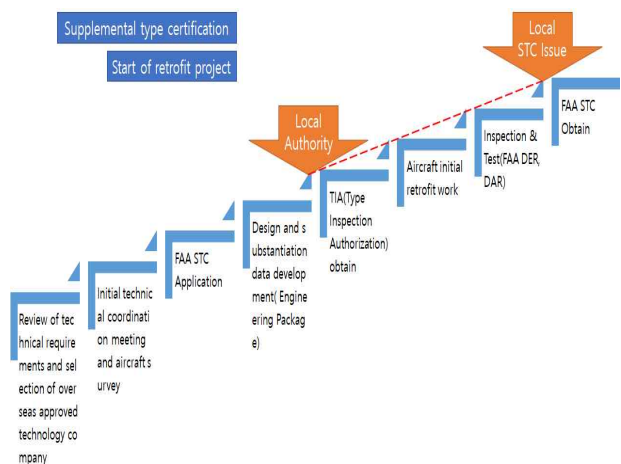 Supplemental type certification
Start of retrofit project
Local
STC Issue
Local
Authority
FAA STC
Obtain
Inspection &
Test(FAA DER,
DAR)
Aircraft initial
retrofit work
TIA(Type
Inspection
Authorization)
obtain
Design and s
ubstantiation
data develop
ment( Engine
ering Packag
e)
FAA STC
Application
Initial technic
al coordinati
on meeting
and aircraft s
urvey
Review of tec
hnical require
ments and sel
ection of over
seas approved
technology co
mpany